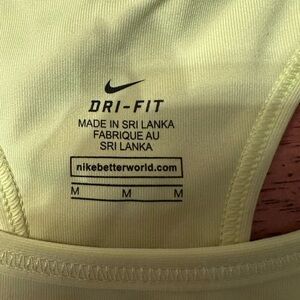 DRI-FIT
MADE IN SRI LANKA
FABRIQUE AU
SRI LANKA
nikebetterworld.com
M M M